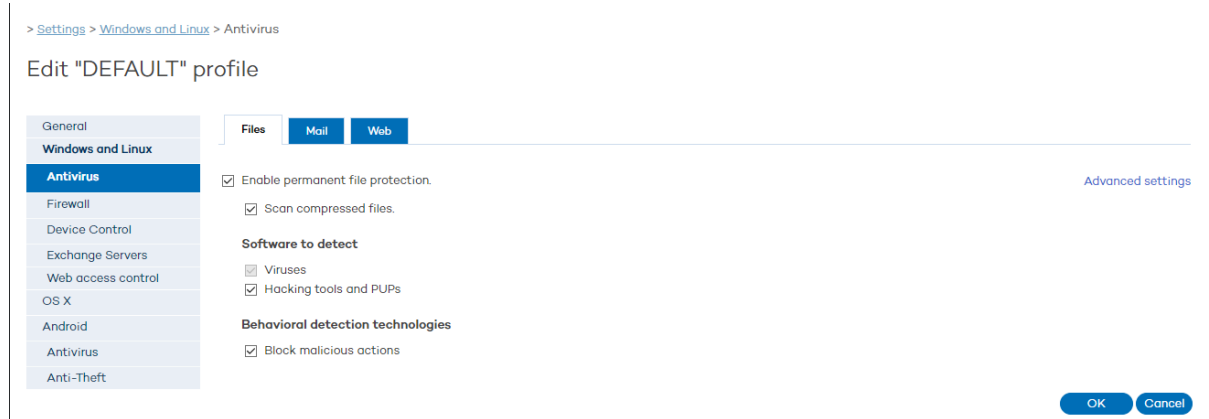 > Settings > Windows and Linux > Antivirus
Edit "DEFAULT" profile
General
Windows and Linux
Antivirus
Firewall
Device Control
Exchange Servers
Web access control
OS X
Android
Antivirus
Anti-Theft
Files Mail Web
Enable permanent file protection. Advanced settings
Scan compressed files.
Software to detect
Viruses
Hacking tools and PUPs
Behavioral detection technologies
Block malicious actions
OK Cancel